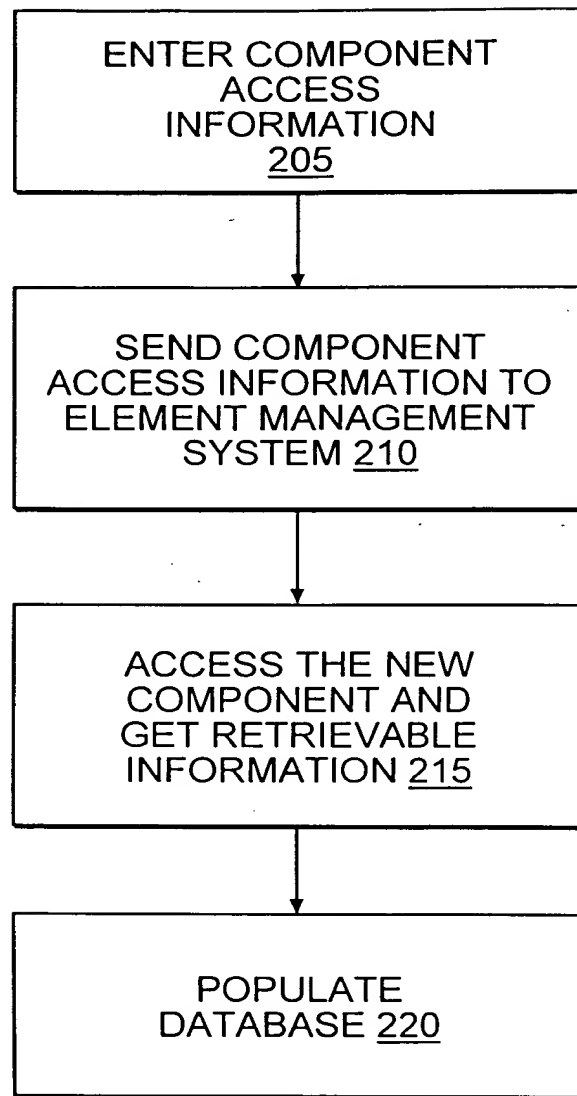 ENTER COMPONENT
ACCESS
INFORMATION
205
SEND COMPONENT
ACCESS INFORMATION TO
ELEMENT MANAGEMENT
SYSTEM 210
ACCESS THE NEW
COMPONENT AND
GET RETRIEVABLE
INFORMATION 215
POPULATE
DATABASE 220